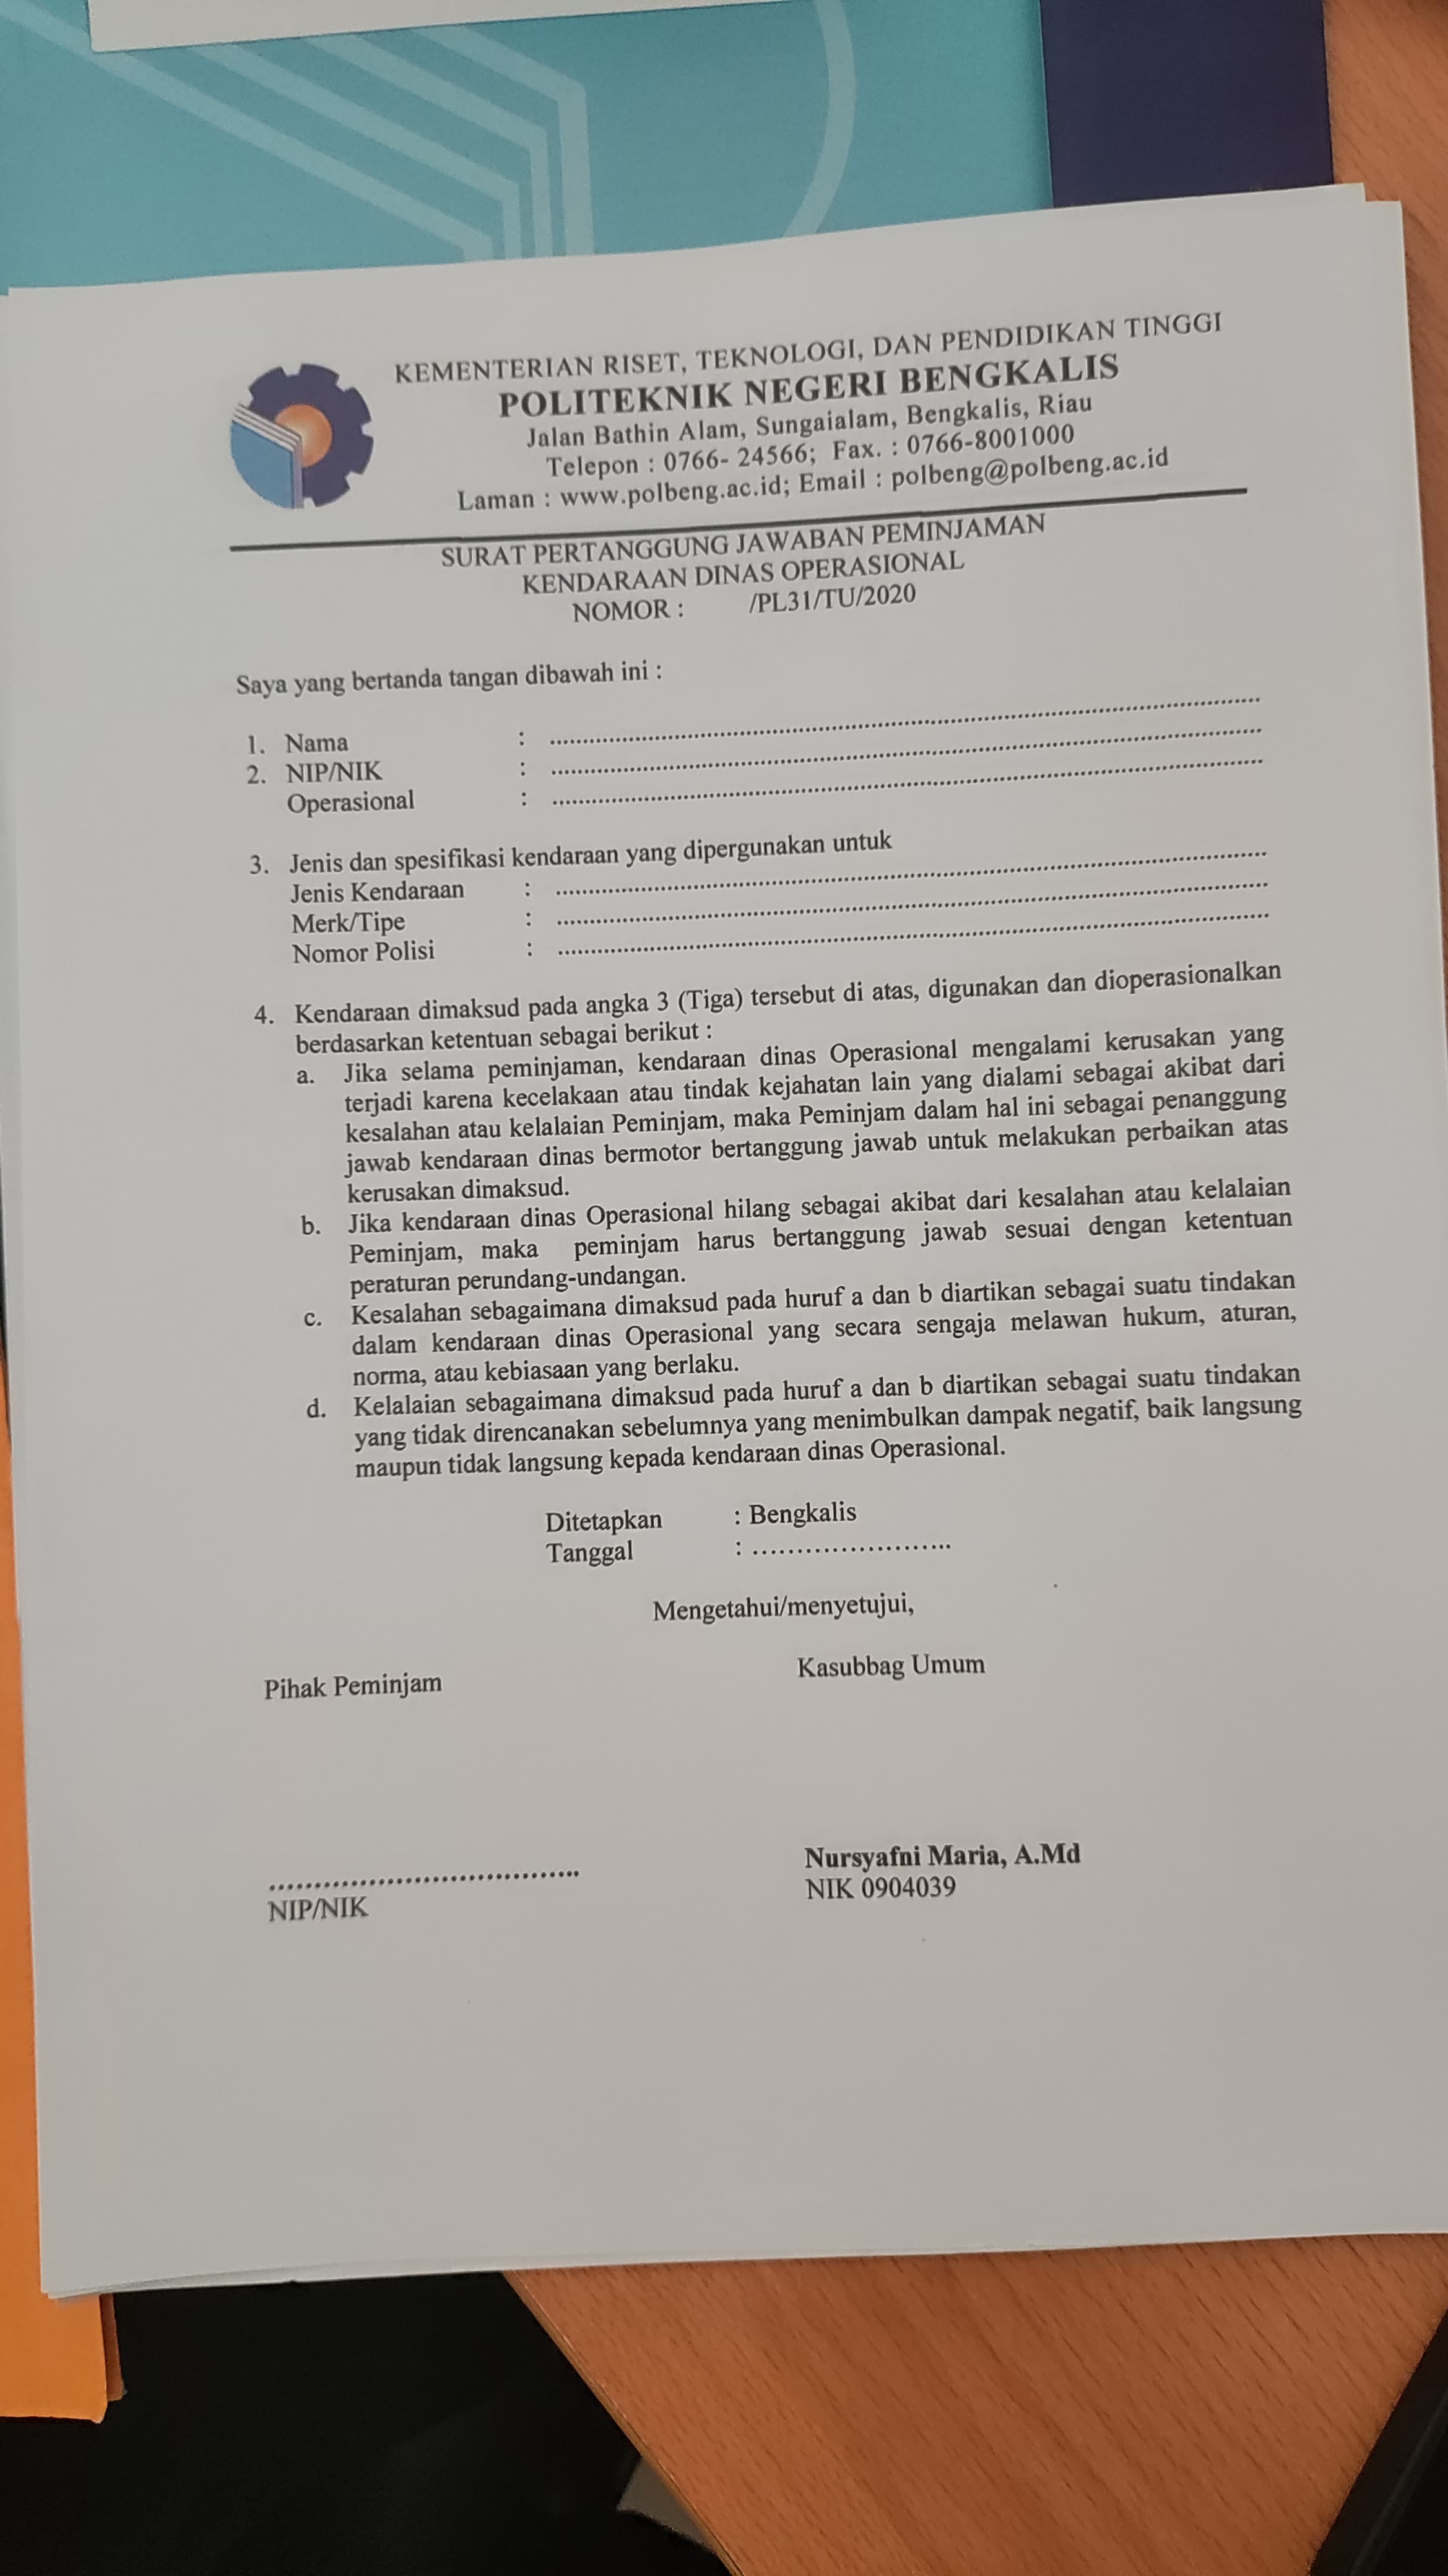 KEMENTERIAN RISET, TEKNOLOGI, DAN PENDIDIKAN TINGGI
POLITEKNIK NEGERI BENGKALIS
Jalan Bathin Alam, Sungaialam, Bengkalis, Riau
Telepon : 0766- 24566; Fax. : 0766-8001000
Laman : www.polbeng.ac.id; Email : polbeng@polbeng.ac.id
SURAT PERTANGGUNG JAWABAN PEMINJAMAN
KENDARAAN DINAS OPERASIONAL
NOMOR : /PL31/TU/2020
Saya yang bertanda tangan dibawah ini :
1. Nama : ........................................................................
2. NIP/NIK : ........................................................................
Operasional : ........................................................................
3. Jenis dan spesifikasi kendaraan yang dipergunakan untuk
Jenis Kendaraan : ........................................................................
Merk/Tipe : ........................................................................
Nomor Polisi : ........................................................................
4. Kendaraan dimaksud pada angka 3 (Tiga) tersebut di atas, digunakan dan dioperasionalkan
berdasarkan ketentuan sebagai berikut :
a. Jika selama peminjaman, kendaraan dinas Operasional mengalami kerusakan yang
terjadi karena kecelakaan atau tindak kejahatan lain yang dialami sebagai akibat dari
kesalahan atau kelalaian Peminjam, maka Peminjam dalam hal ini sebagai penanggung
jawab kendaraan dinas bermotor bertanggung jawab untuk melakukan perbaikan atas
kerusakan dimaksud.
b. Jika kendaraan dinas Operasional hilang sebagai akibat dari kesalahan atau kelalaian
Peminjam, maka peminjam harus bertanggung jawab sesuai dengan ketentuan
peraturan perundang-undangan.
c. Kesalahan sebagaimana dimaksud pada huruf a dan b diartikan sebagai suatu tindakan
dalam kendaraan dinas Operasional yang secara sengaja melawan hukum, aturan,
norma, atau kebiasaan yang berlaku.
d. Kelalaian sebagaimana dimaksud pada huruf a dan b diartikan sebagai suatu tindakan
yang tidak direncanakan sebelumnya yang menimbulkan dampak negatif, baik langsung
maupun tidak langsung kepada kendaraan dinas Operasional.
Ditetapkan : Bengkalis
Tanggal : ........................
Mengetahui/menyetujui,
Pihak Peminjam Kasubbag Umum
.................................... Nursyafni Maria, A.Md
NIP/NIK NIK 0904039